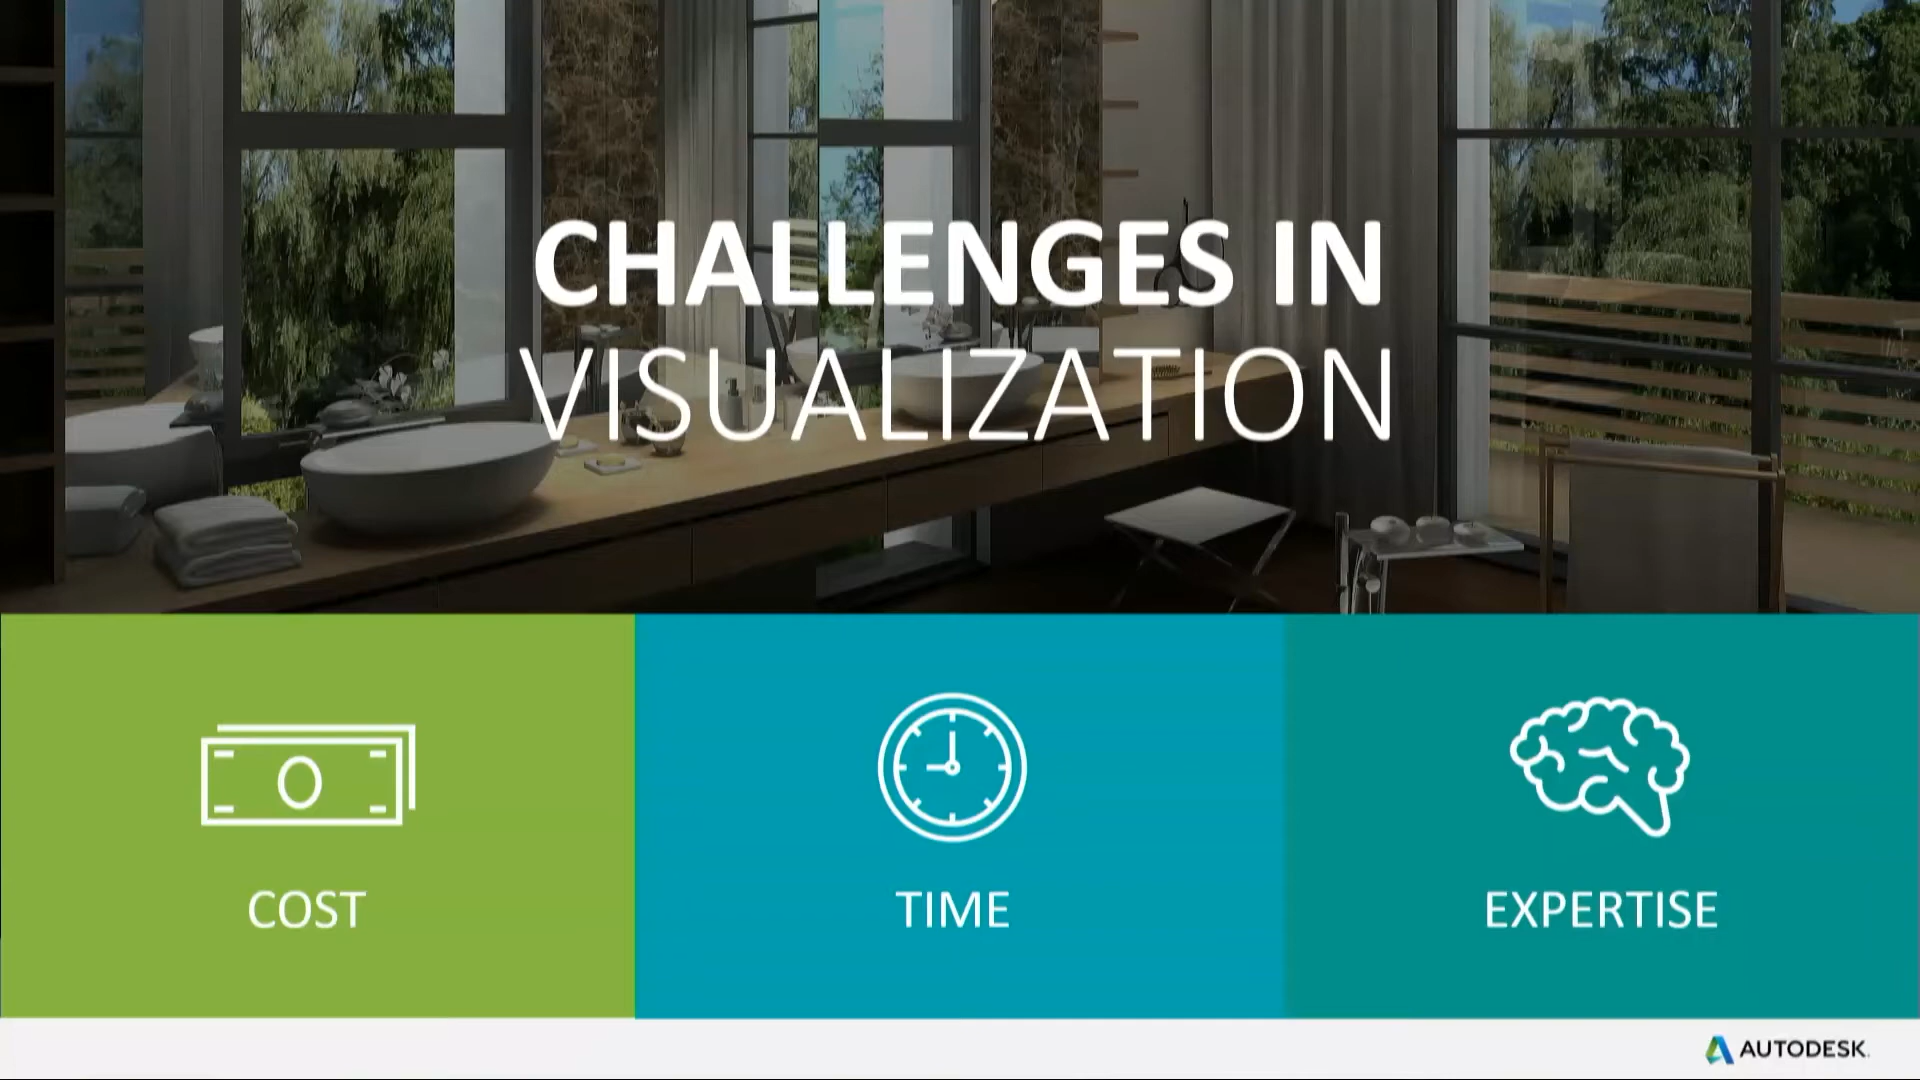 CHALLENGES IN
VISUALIZATION
COST
TIME
EXPERTISE
AUTODESK.